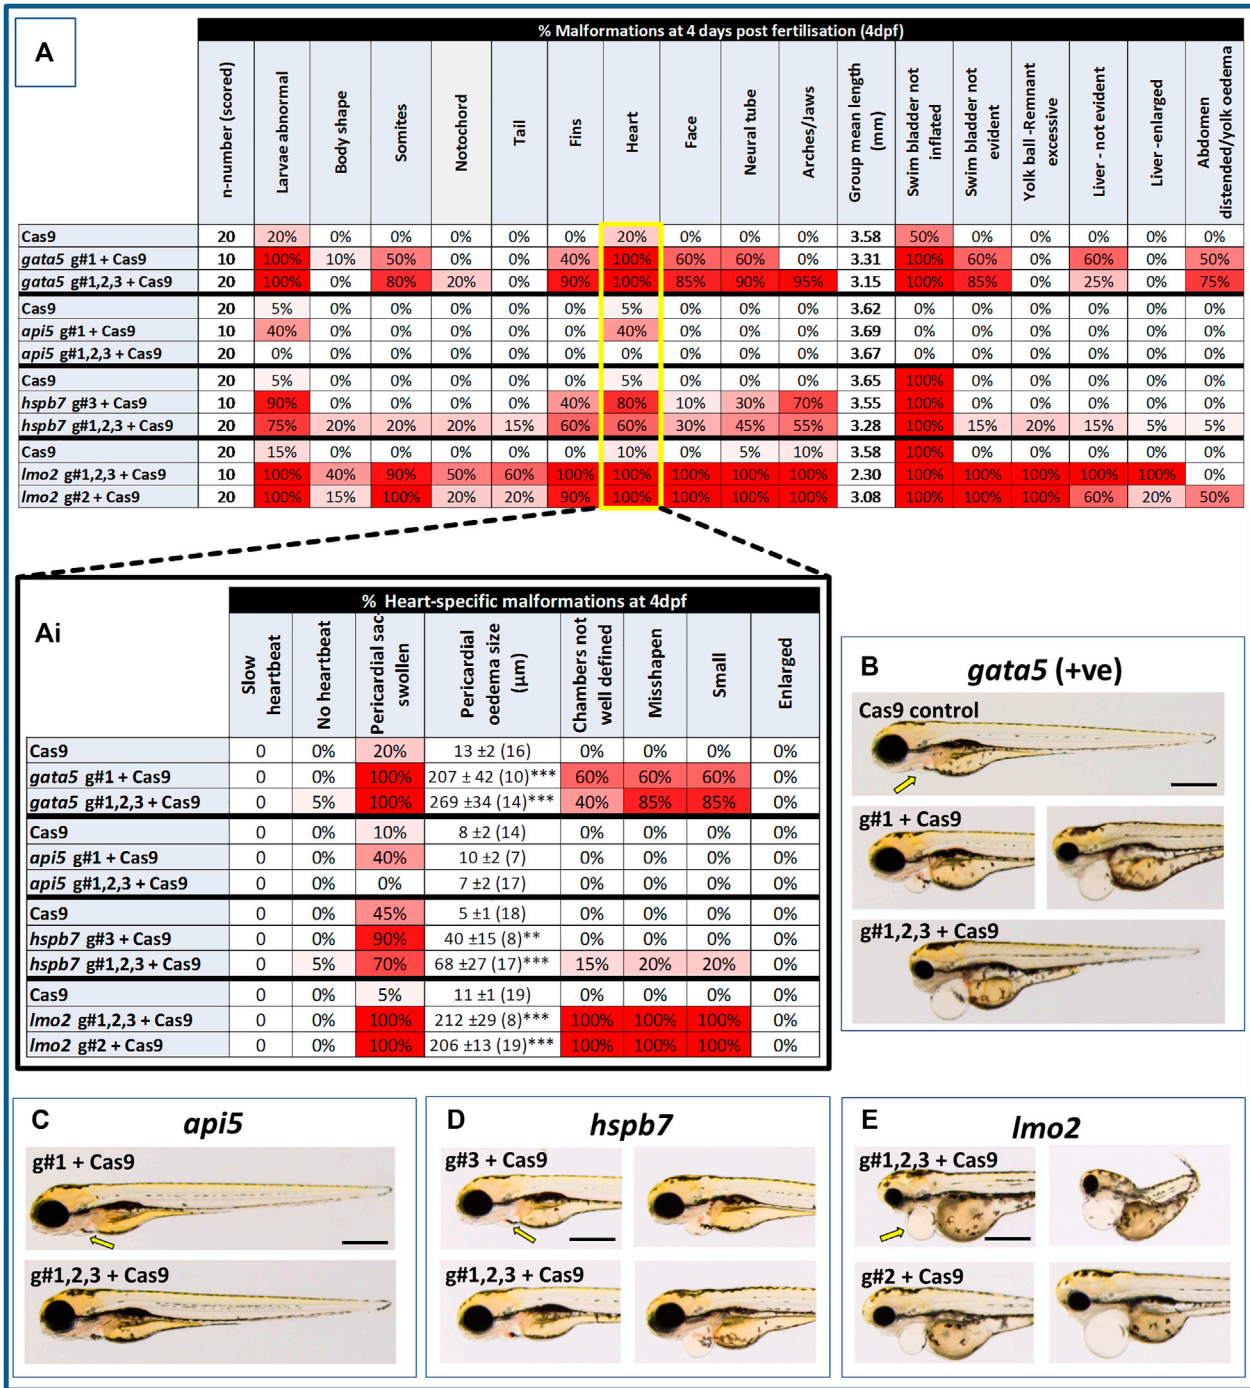 A
% Malformations at 4 days post fertilisation (4dpf)
n-number (scored)
Larvae abnormal
Body shape
Somites
Notochord
Tail
Fins
Heart
Face
Neural tube
Arches/Jaws
Group mean length (mm)
Swim bladder not inflated
Swim bladder not evident
Yolk ball -Remnant excessive
Liver - not evident
Liver -enlarged
Abdomen distended/yolk oedema
Cas9 20 20% 0% 0% 0% 0% 0% 20% 0% 0% 0% 3.58 50% 0% 0% 0% 0% 0%
gata5 g#1 + Cas9 10 100% 10% 50% 0% 0% 40% 100% 60% 60% 0% 3.31 100% 60% 0% 60% 0% 50%
gata5 g#1,2,3 + Cas9 20 100% 0% 80% 20% 0% 90% 100% 85% 90% 95% 3.15 100% 85% 0% 25% 0% 75%
Cas9 20 5% 0% 0% 0% 0% 0% 5% 0% 0% 0% 3.62 0% 0% 0% 0% 0% 0%
api5 g#1 + Cas9 10 40% 0% 0% 0% 0% 0% 40% 0% 0% 0% 3.69 0% 0% 0% 0% 0% 0%
api5 g#1,2,3 + Cas9 20 0% 0% 0% 0% 0% 0% 0% 0% 0% 0% 3.67 0% 0% 0% 0% 0% 0%
Cas9 20 5% 0% 0% 0% 0% 0% 5% 0% 0% 0% 3.65 100% 0% 0% 0% 0% 0%
hspb7 g#3 + Cas9 10 90% 0% 0% 0% 0% 40% 80% 10% 30% 70% 3.55 100% 0% 0% 0% 0% 0%
hspb7 g#1,2,3 + Cas9 20 75% 20% 20% 20% 15% 60% 60% 30% 45% 55% 3.28 100% 15% 20% 15% 5% 5%
Cas9 20 15% 0% 0% 0% 0% 0% 10% 0% 5% 10% 3.58 100% 0% 0% 0% 0% 0%
lmo2 g#1,2,3 + Cas9 10 100% 40% 90% 50% 60% 100% 100% 100% 100% 100% 2.30 100% 100% 100% 100% 100% 0%
lmo2 g#2 + Cas9 20 100% 15% 100% 20% 20% 90% 100% 100% 100% 100% 3.08 100% 100% 100% 60% 20% 50%
Ai
% Heart-specific malformations at 4dpf
Slow heartbeat
No heartbeat
Pericardial sac-swollen
Pericardial oedema size (µm)
Chambers not well defined
Misshapen
Small
Enlarged
Cas9 0 0% 20% 13 ±2 (16) 0% 0% 0% 0%
gata5 g#1 + Cas9 0 0% 100% 207 ± 42 (10)*** 60% 60% 60% 0%
gata5 g#1,2,3 + Cas9 0 5% 100% 269 ±34 (14)*** 40% 85% 85% 0%
Cas9 0 0% 10% 8 ±2 (14) 0% 0% 0% 0%
api5 g#1 + Cas9 0 0% 40% 10 ±2 (7) 0% 0% 0% 0%
api5 g#1,2,3 + Cas9 0 0% 0% 7 ±2 (17) 0% 0% 0% 0%
Cas9 0 0% 45% 5 ±1 (18) 0% 0% 0% 0%
hspb7 g#3 + Cas9 0 0% 90% 40 ±15 (8)** 0% 0% 0% 0%
hspb7 g#1,2,3 + Cas9 0 5% 70% 68 ±27 (17)*** 15% 20% 20% 0%
Cas9 0 0% 5% 11 ±1 (19) 0% 0% 0% 0%
lmo2 g#1,2,3 + Cas9 0 0% 100% 212 ±29 (8)*** 100% 100% 100% 0%
lmo2 g#2 + Cas9 0 0% 100% 206 ±13 (19)*** 100% 100% 100% 0%
B
gata5 (+ve)
Cas9 control
g#1 + Cas9
g#1,2,3 + Cas9
C
api5
g#1 + Cas9
g#1,2,3 + Cas9
D
hspb7
g#3 + Cas9
g#1,2,3 + Cas9
E
lmo2
g#1,2,3 + Cas9
g#2 + Cas9